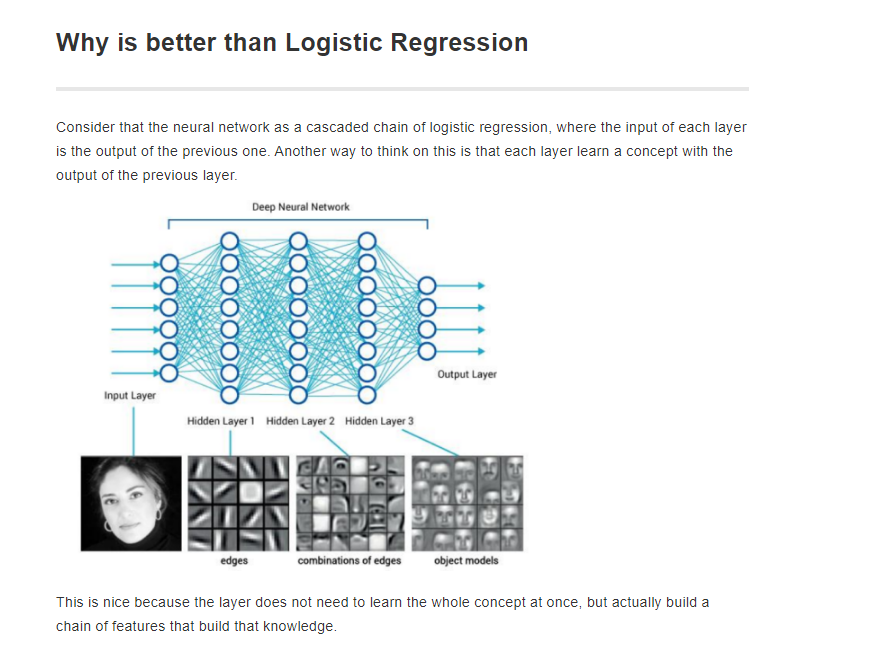 Why is better than Logistic Regression
Consider that the neural network as a cascaded chain of logistic regression, where the input of each layer
is the output of the previous one. Another way to think on this is that each layer learn a concept with the
output of the previous layer.
Deep Neural Network
Output Layer
Input Layer
Hidden Layer 1 Hidden Layer 2 Hidden Layer 3
edges combinations of edges object models
This is nice because the layer does not need to learn the whole concept at once, but actually build a
chain of features that build that knowledge.